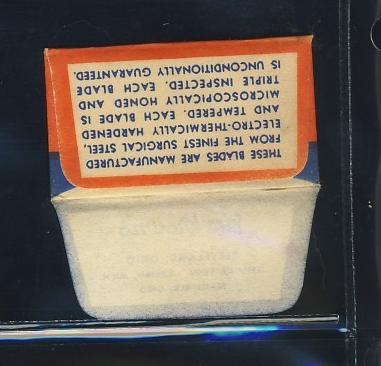 THESE BLADES ARE MANUFACTURED
FROM THE FINEST SURGICAL STEEL,
ELECTRO-THERMICALLY HARDENED
AND TEMPERED. EACH BLADE IS
MICROSCOPICALLY HONED AND
TRIPLE INSPECTED. EACH BLADE
IS UNCONDITIONALLY GUARANTEED.